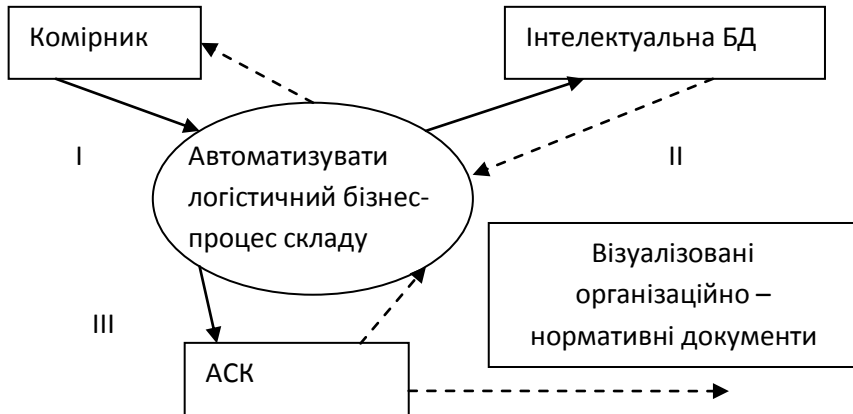 Комірник
Інтелектуальна БД
I
Автоматизувати
логістичний бізнес-
процес складу
II
Візуалізовані
організаційно –
нормативні документи
III
АСК